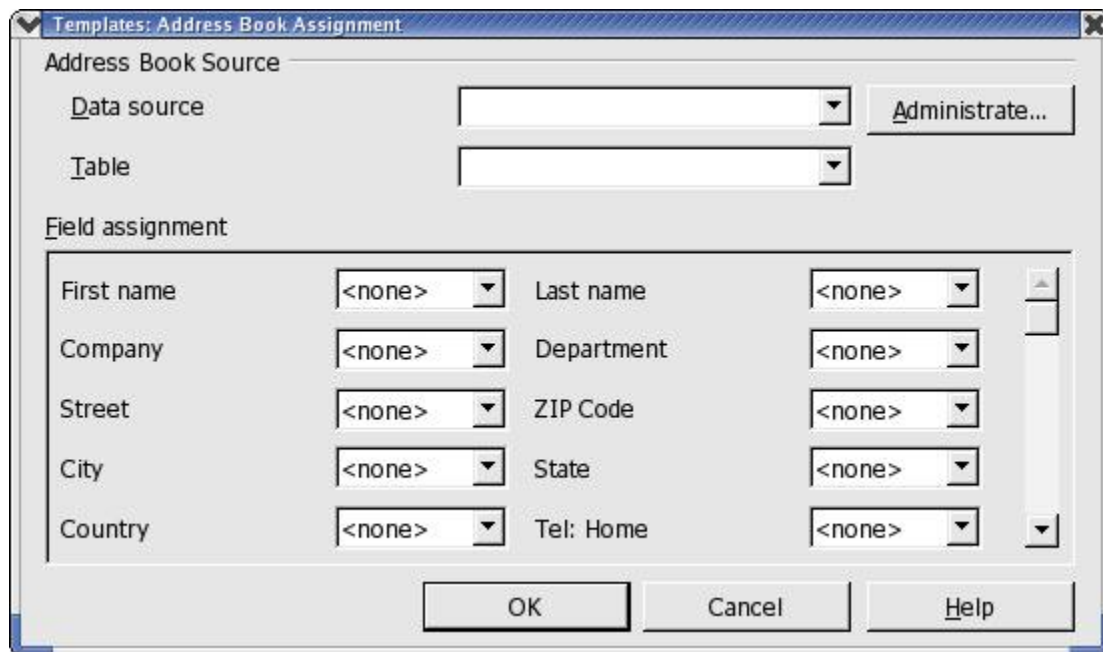 Templates: Address Book Assignment
Address Book Source
Data source Administrate...
Table
Field assignment
First name <none> Last name <none>
Company <none> Department <none>
Street <none> ZIP Code <none>
City <none> State <none>
Country <none> Tel: Home <none>
OK Cancel Help